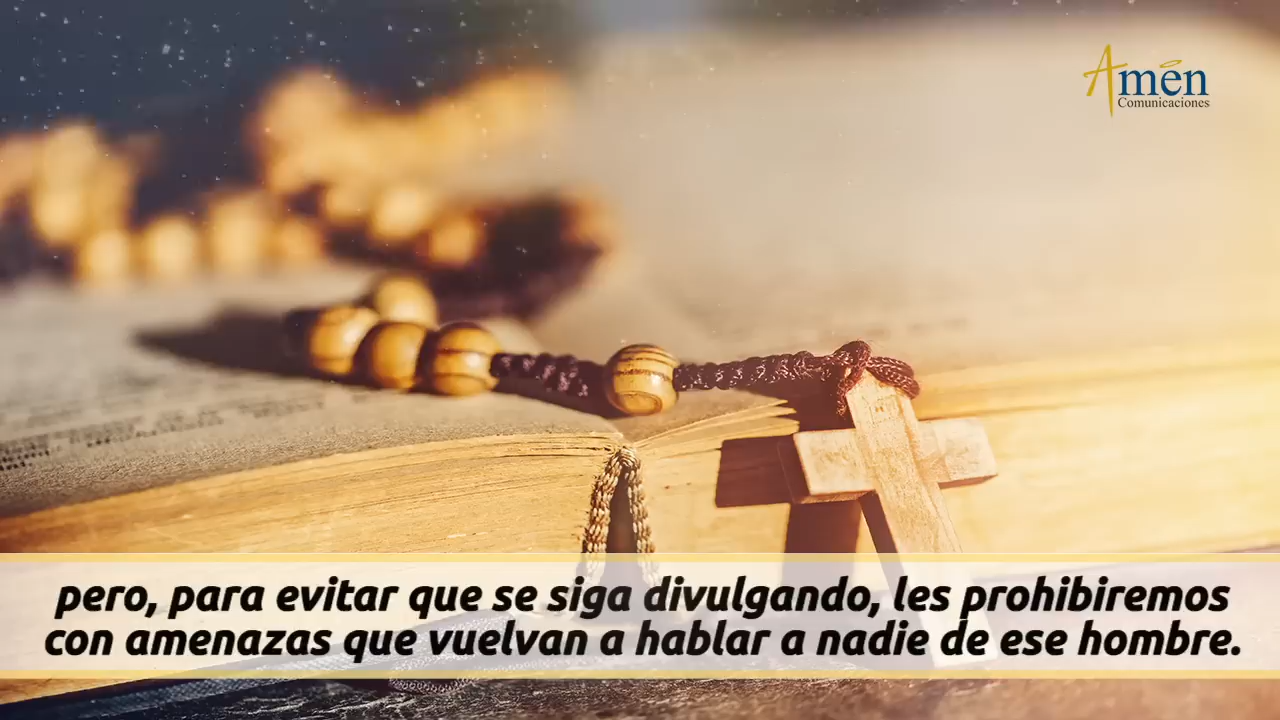 Amén
Comunicaciones
pero, para evitar que se siga divulgando, les prohibiremos
con amenazas que vuelvan a hablar a nadie de ese hombre.